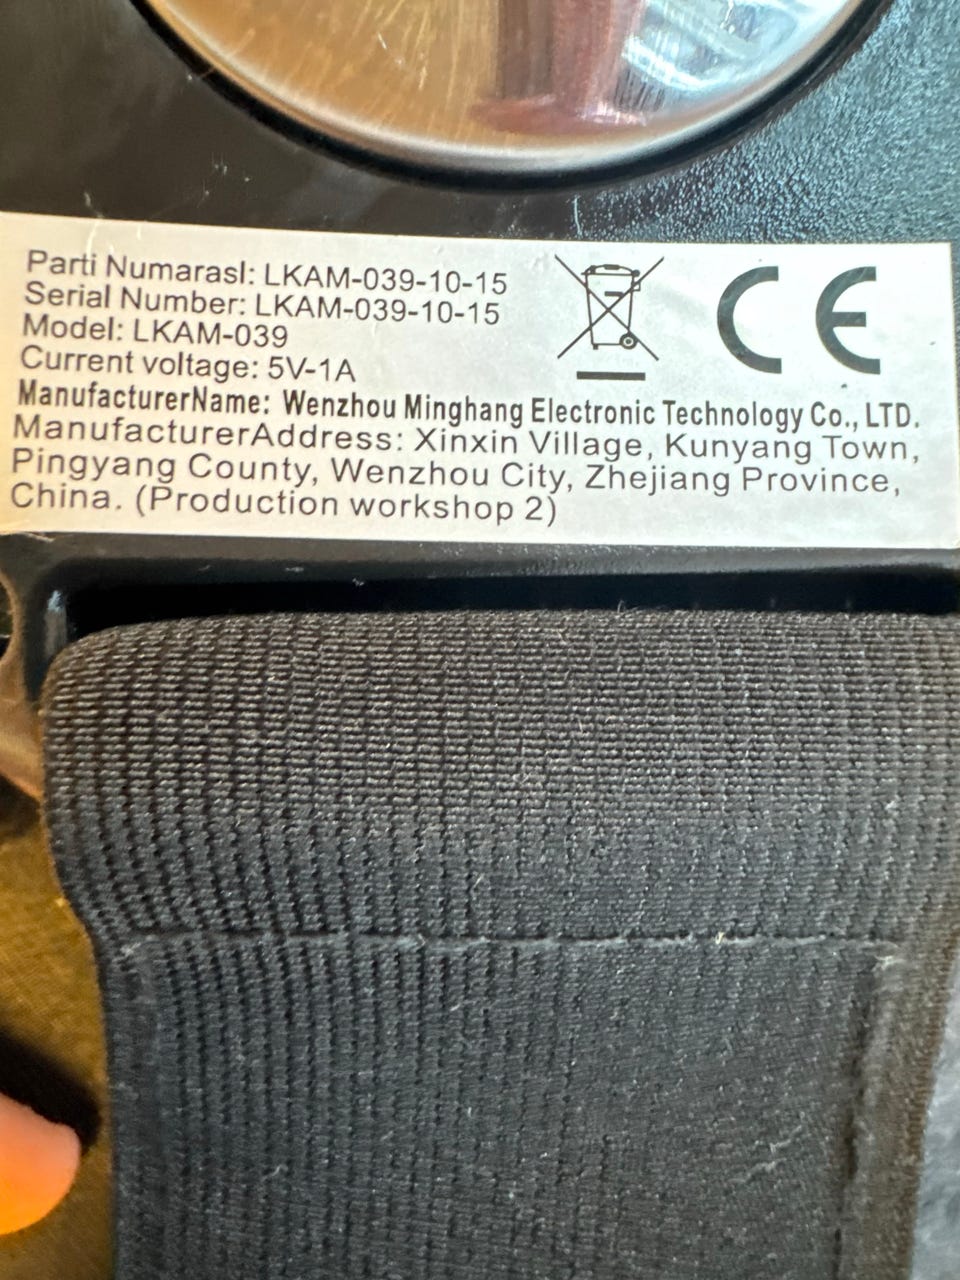 Parti Numarasl: LKAM-039-10-15
Serial Number: LKAM-039-10-15
Model: LKAM-039
Current voltage: 5V-1A
ManufacturerName: Wenzhou Minghang Electronic Technology Co., LTD.
ManufacturerAddress: Xinxin Village, Kunyang Town,
Pingyang County, Wenzhou City, Zhejiang Province,
China. (Production workshop 2)
CE